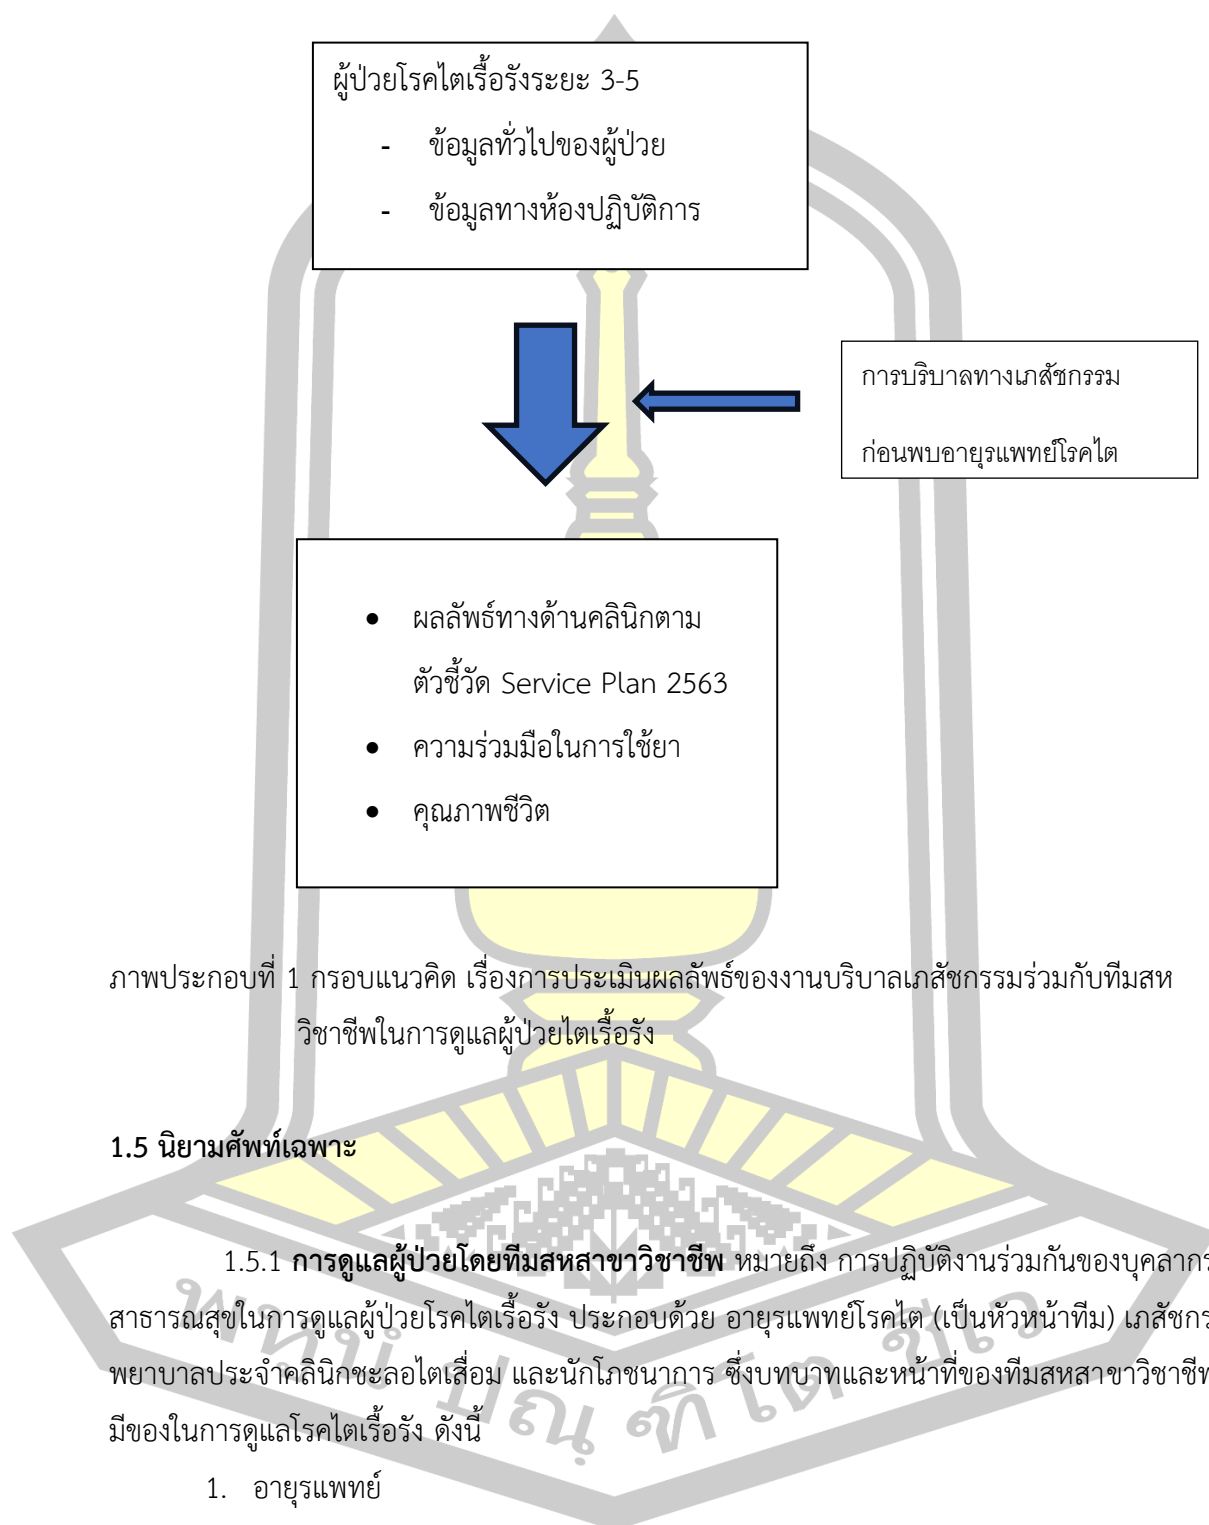 ผู้ป่วยโรคไตเรื้อรังระยะ 3-5
- ข้อมูลทั่วไปของผู้ป่วย
- ข้อมูลทางห้องปฏิบัติการ
การบริบาลทางเภสัชกรรม
ก่อนพบอายุรแพทย์โรคไต
● ผลลัพธ์ทางด้านคลินิกตาม
ตัวชี้วัด Service Plan 2563
● ความร่วมมือในการใช้ยา
● คุณภาพชีวิต
ภาพประกอบที่ 1 กรอบแนวคิด เรื่องการประเมินผลลัพธ์ของงานบริบาลเภสัชกรรมร่วมกับทีมสห
วิชาชีพในการดูแลผู้ป่วยไตเรื้อรัง
1.5 นิยามศัพท์เฉพาะ
1.5.1 การดูแลผู้ป่วยโดยทีมสหสาขาวิชาชีพ หมายถึง การปฏิบัติงานร่วมกันของบุคลากร
สาธารณสุขในการดูแลผู้ป่วยโรคไตเรื้อรัง ประกอบด้วย อายุรแพทย์โรคไต (เป็นหัวหน้าทีม) เภสัชกร
พยาบาลประจำคลินิกชะลอไตเสื่อม และนักโภชนาการ ซึ่งบทบาทและหน้าที่ของทีมสหสาขาวิชาชีพ
มีของในการดูแลโรคไตเรื้อรัง ดังนี้
1. อายุรแพทย์
พหุนํ ปณฺฑิโต ชีเว